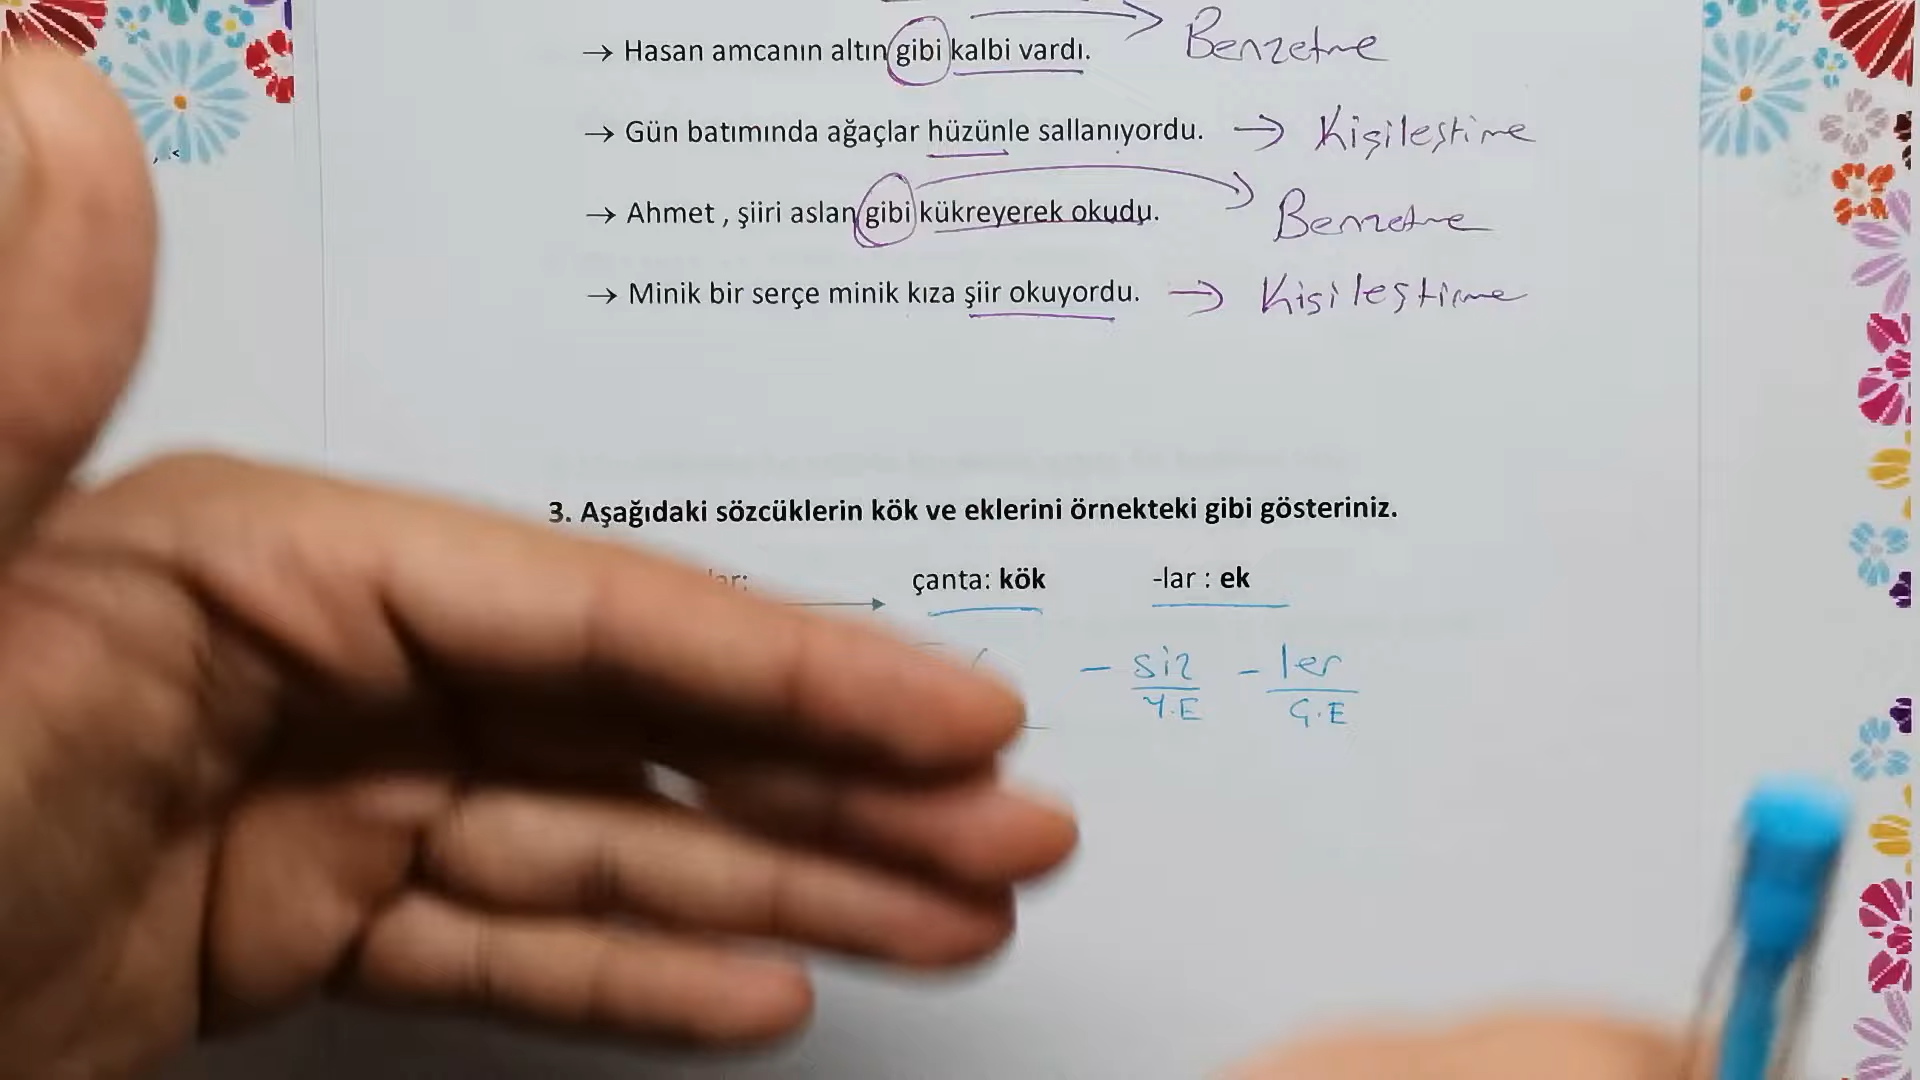 → Hasan amcanın altın gibi kalbi vardı. → Benzetme
→ Gün batımında ağaçlar hüzünle sallanıyordu. → Kişileştirme
→ Ahmet , şiiri aslan gibi kükreyerek okudu. → Benzetme
→ Minik bir serçe minik kıza şiir okuyordu. → Kişileştirme
3. Aşağıdaki sözcüklerin kök ve eklerini örnekteki gibi gösteriniz.
çanta: kök -lar : ek
- siz - ler
Y.E Ç.E